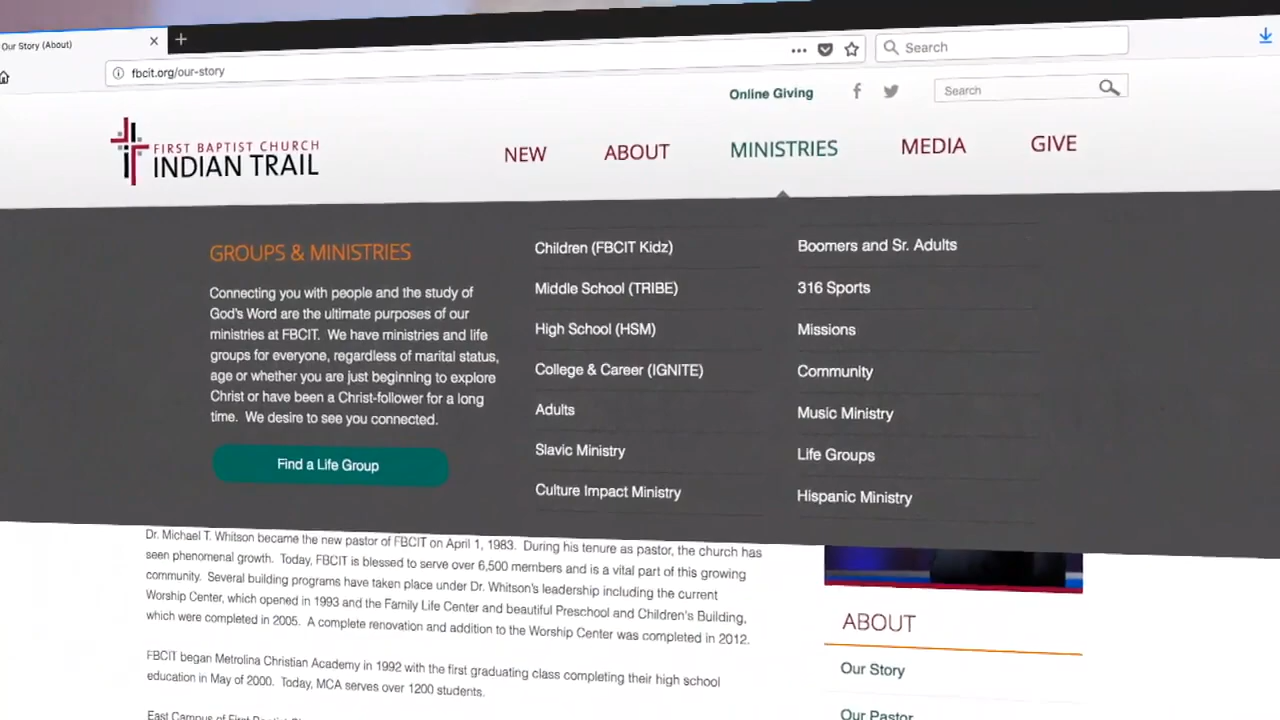 Our Story (About)
fbcit.org/our-story
Search
Online Giving
Search
FIRST BAPTIST CHURCH
INDIAN TRAIL
NEW
ABOUT
MINISTRIES
MEDIA
GIVE
GROUPS & MINISTRIES
Connecting you with people and the study of
God's Word are the ultimate purposes of our
ministries at FBCIT. We have ministries and life
groups for everyone, regardless of marital status,
age or whether you are just beginning to explore
Christ or have been a Christ-follower for a long
time. We desire to see you connected.
Find a Life Group
Children (FBCIT Kidz)
Middle School (TRIBE)
High School (HSM)
College & Career (IGNITE)
Adults
Slavic Ministry
Culture Impact Ministry
Boomers and Sr. Adults
316 Sports
Missions
Community
Music Ministry
Life Groups
Hispanic Ministry
Dr. Michael T. Whitson became the new pastor of FBCIT on April 1, 1983. During his tenure as pastor, the church has
seen phenomenal growth. Today, FBCIT is blessed to serve over 6,500 members and is a vital part of this growing
community. Several building programs have taken place under Dr. Whitson's leadership including the current
Worship Center, which opened in 1993 and the Family Life Center and beautiful Preschool and Children's Building,
which were completed in 2005. A complete renovation and addition to the Worship Center was completed in 2012.
FBCIT began Metrolina Christian Academy in 1992 with the first graduating class completing their high school
education in May of 2000. Today, MCA serves over 1200 students.
East Campus of First Baptist
ABOUT
Our Story
Our Pastor